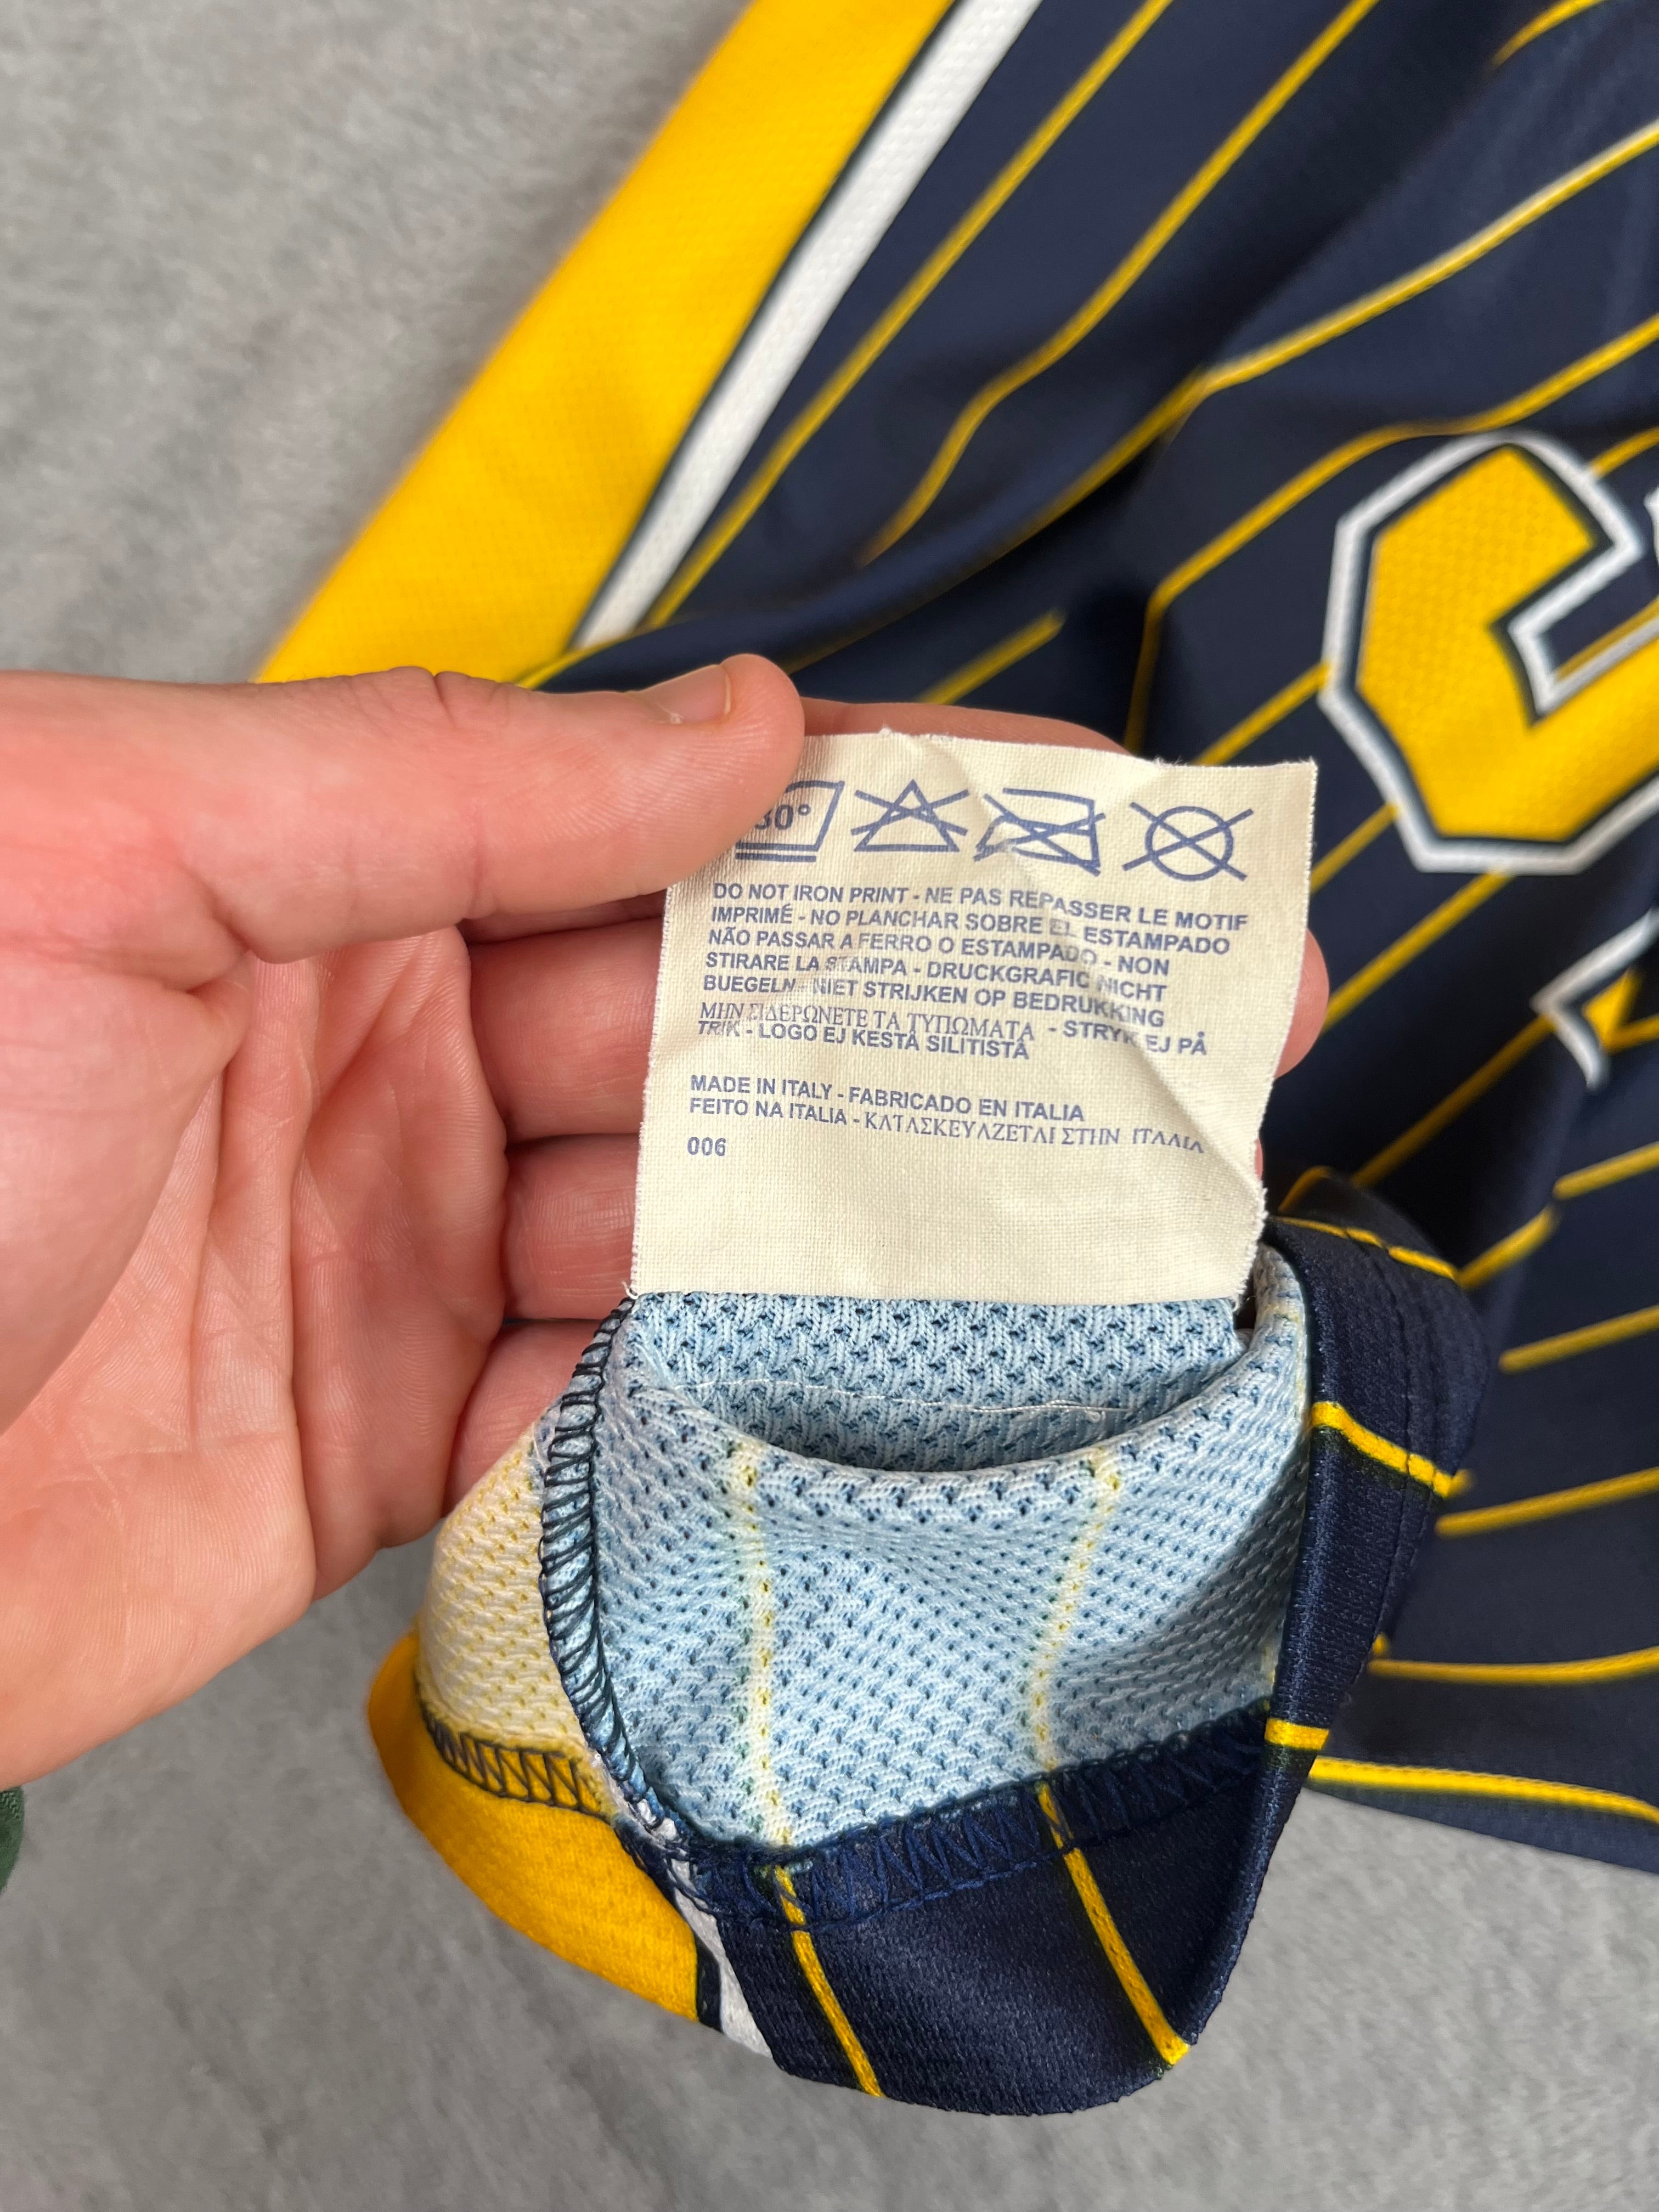 30°
DO NOT IRON PRINT - NE PAS REPASSER LE MOTIF
IMPRIMÉ - NO PLANCHAR SOBRE EL ESTAMPADO
NÃO PASSAR A FERRO O ESTAMPADO - NON
STIRARE LA STAMPA - DRUCKGRAFIC NICHT
BUEGELN - NIET STRIJKEN OP BEDRUKKING
ΜΗΝ ΣΙΔΕΡΩΝΕΤΕ ΤΑ ΤΥΠΩΜΑΤΑ - STRYK EJ PÅ
TRIK - LOGO EJ KESTÄ SILITISTÄ
MADE IN ITALY - FABRICADO EN ITALIA
FEITO NA ITALIA - ΚΑΤΑΣΚΕΥΑΖΕΤΑΙ ΣΤΗΝ ΙΤΑΛΙΑ
006